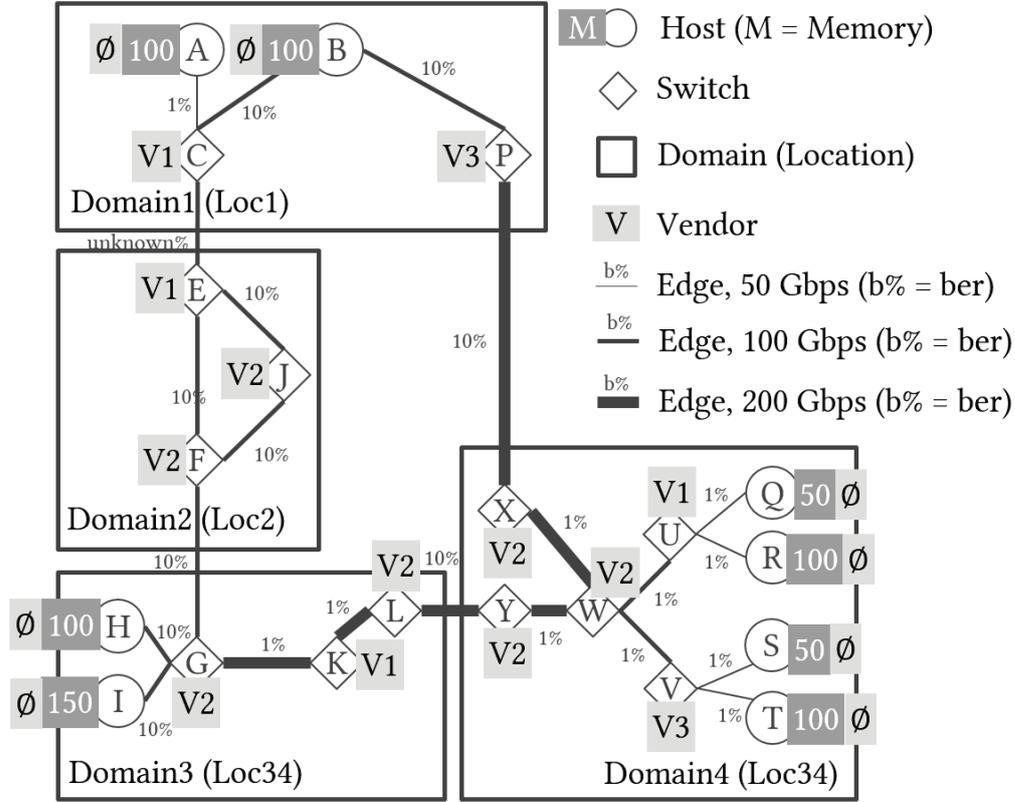 Ø 100 A
Ø 100 B
10%
1%
10%
V1 C
V3 P
Domain1 (Loc1)
unknown%
V1 E
10%
V2 J
10%
10%
V2 F
10%
Domain2 (Loc2)
10%
Ø 100 H
10%
Ø 150 I
10%
G
V2
1%
K V1
1%
V2
L
10%
Domain3 (Loc34)
X
V2
1%
Y
V2
1%
V2
W
1%
1%
V1
U
1%
1%
Q 50 Ø
R 100 Ø
V
V3
1%
1%
S 50 Ø
T 100 Ø
Domain4 (Loc34)
M Host (M = Memory)
Switch
Domain (Location)
V Vendor
b% Edge, 50 Gbps (b% = ber)
b% Edge, 100 Gbps (b% = ber)
b% Edge, 200 Gbps (b% = ber)